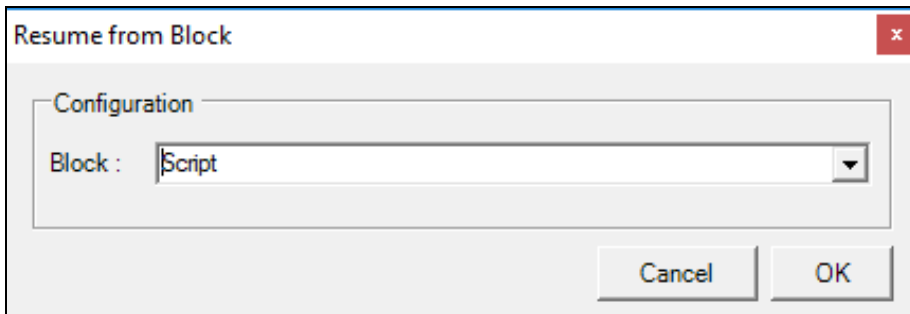 Resume from Block
x
Configuration
Block : Script
Cancel OK